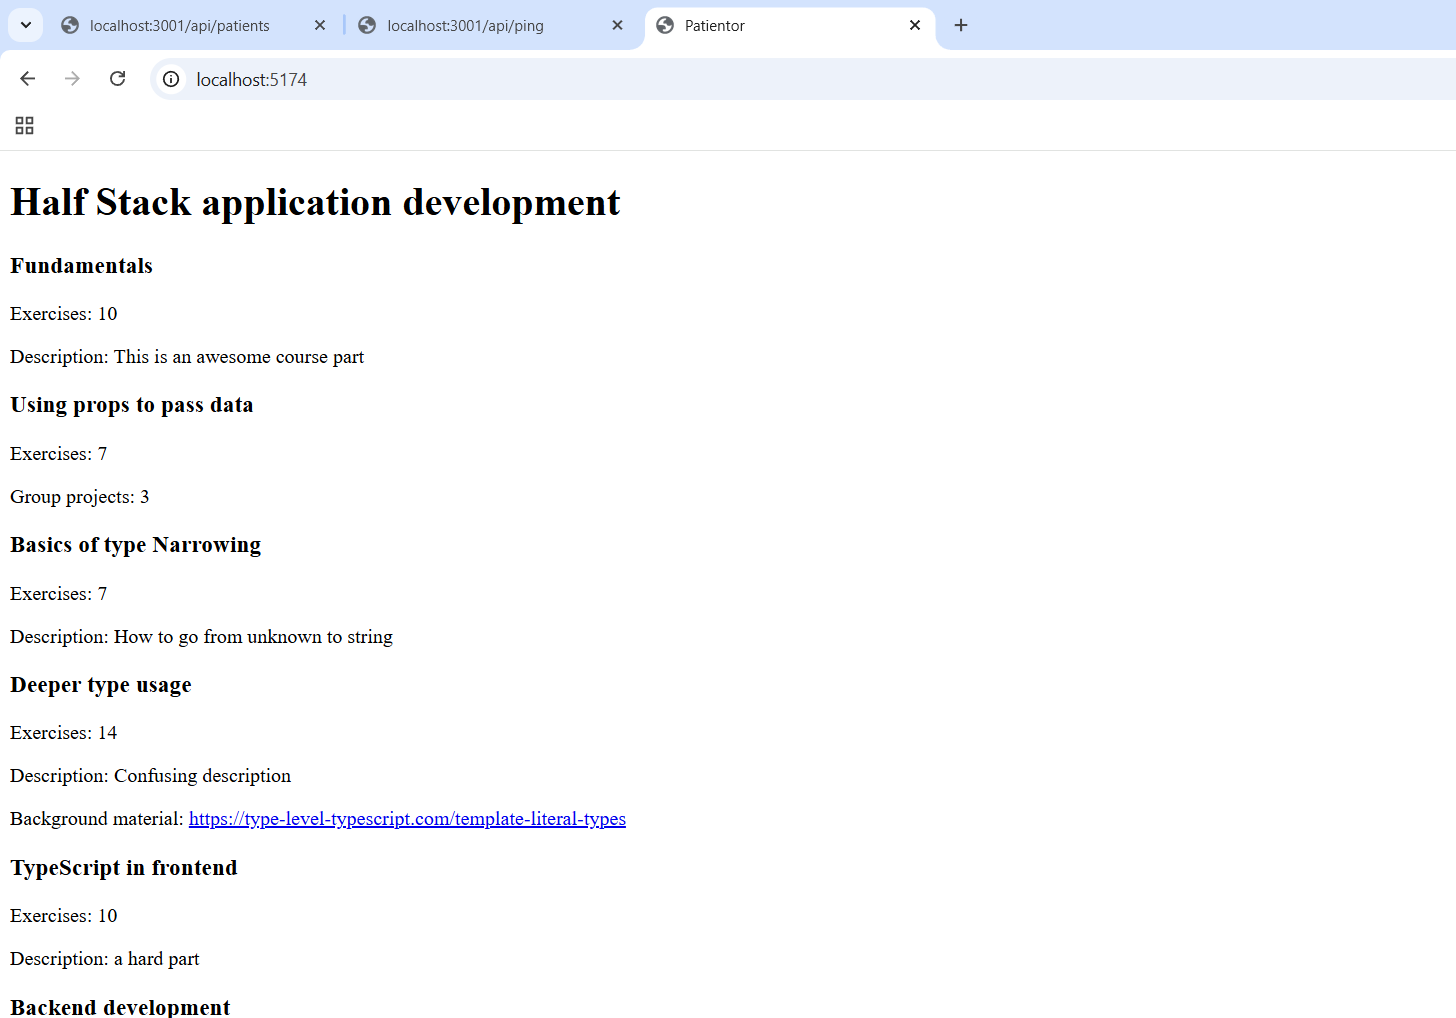 localhost:3001/api/patients
localhost:3001/api/ping
Patientor
localhost:5174
Half Stack application development
Fundamentals
Exercises: 10
Description: This is an awesome course part
Using props to pass data
Exercises: 7
Group projects: 3
Basics of type Narrowing
Exercises: 7
Description: How to go from unknown to string
Deeper type usage
Exercises: 14
Description: Confusing description
Background material: https://type-level-typescript.com/template-literal-types
TypeScript in frontend
Exercises: 10
Description: a hard part
Backend development